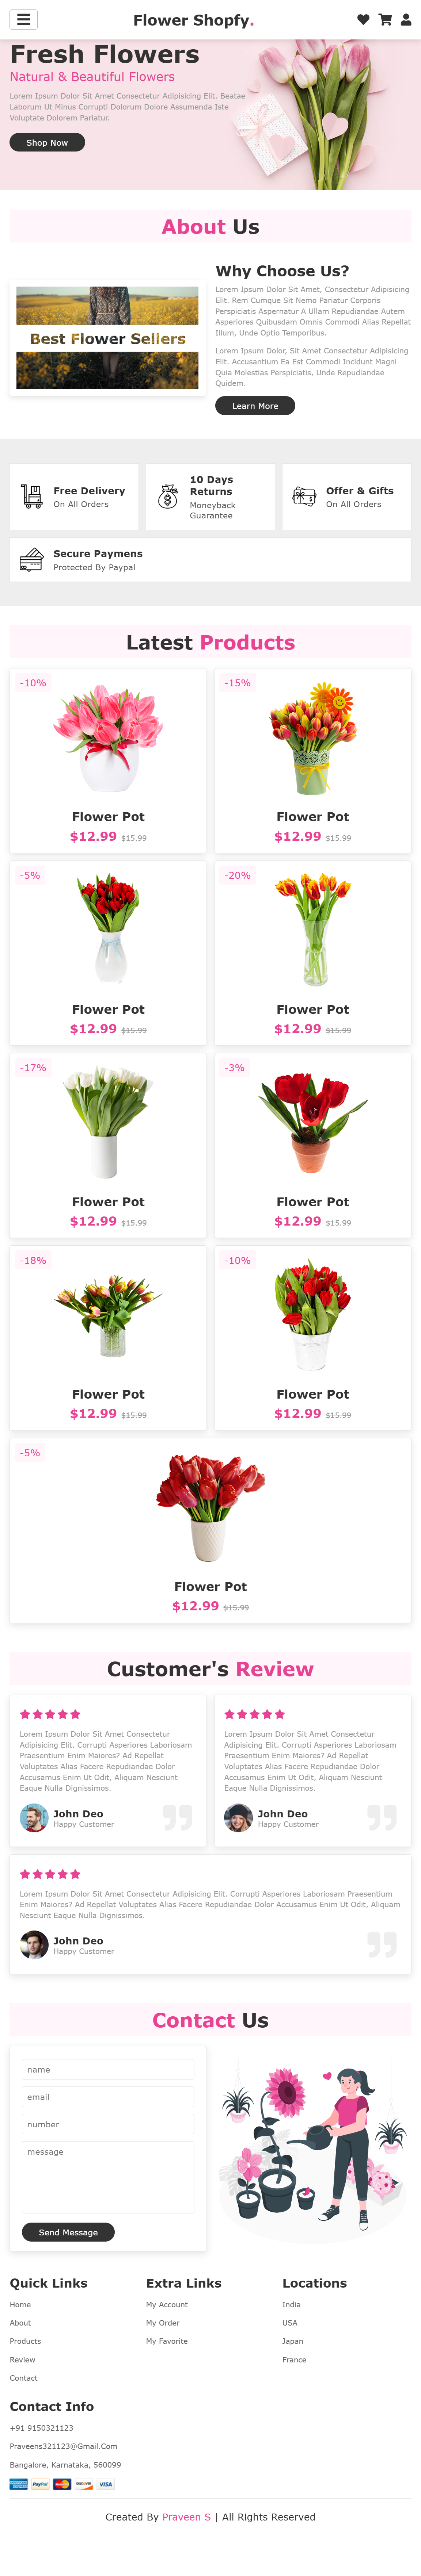 Flower Shopfy.
Fresh Flowers
Natural & Beautiful Flowers
Lorem Ipsum Dolor Sit Amet Consectetur Adipisicing Elit. Beatae
Laborum Ut Minus Corrupti Dolorum Dolore Assumenda Iste
Voluptate Dolorem Pariatur.
Shop Now
About Us
Best Flower Sellers
Why Choose Us?
Lorem Ipsum Dolor Sit Amet, Consectetur Adipisicing
Elit. Rem Cumque Sit Nemo Pariatur Corporis
Perspiciatis Aspernatur A Ullam Repudiandae Autem
Asperiores Quibusdam Omnis Commodi Alias Repellat
Illum, Unde Optio Temporibus.
Lorem Ipsum Dolor, Sit Amet Consectetur Adipisicing
Elit. Accusantium Ea Est Commodi Incidunt Magni
Quia Molestias Perspiciatis, Unde Repudiandae
Quidem.
Learn More
Free Delivery
On All Orders
10 Days
Returns
Moneyback
Guarantee
Offer & Gifts
On All Orders
Secure Paymens
Protected By Paypal
Latest Products
-10%
Flower Pot
$12.99 $15.99
-15%
Flower Pot
$12.99 $15.99
-5%
Flower Pot
$12.99 $15.99
-20%
Flower Pot
$12.99 $15.99
-17%
Flower Pot
$12.99 $15.99
-3%
Flower Pot
$12.99 $15.99
-18%
Flower Pot
$12.99 $15.99
-10%
Flower Pot
$12.99 $15.99
-5%
Flower Pot
$12.99 $15.99
Customer's Review
Lorem Ipsum Dolor Sit Amet Consectetur
Adipisicing Elit. Corrupti Asperiores Laboriosam
Praesentium Enim Maiores? Ad Repellat
Voluptates Alias Facere Repudiandae Dolor
Accusamus Enim Ut Odit, Aliquam Nesciunt
Eaque Nulla Dignissimos.
John Deo
Happy Customer
Lorem Ipsum Dolor Sit Amet Consectetur
Adipisicing Elit. Corrupti Asperiores Laboriosam
Praesentium Enim Maiores? Ad Repellat
Voluptates Alias Facere Repudiandae Dolor
Accusamus Enim Ut Odit, Aliquam Nesciunt
Eaque Nulla Dignissimos.
John Deo
Happy Customer
Lorem Ipsum Dolor Sit Amet Consectetur Adipisicing Elit. Corrupti Asperiores Laboriosam Praesentium
Enim Maiores? Ad Repellat Voluptates Alias Facere Repudiandae Dolor Accusamus Enim Ut Odit, Aliquam
Nesciunt Eaque Nulla Dignissimos.
John Deo
Happy Customer
Contact Us
name
email
number
message
Send Message
Quick Links
Home
About
Products
Review
Contact
Extra Links
My Account
My Order
My Favorite
Locations
India
USA
Japan
France
Contact Info
+91 9150321123
Praveens321123@Gmail.Com
Bangalore, Karnataka, 560099
PayPal
VISA
Created By Praveen S | All Rights Reserved